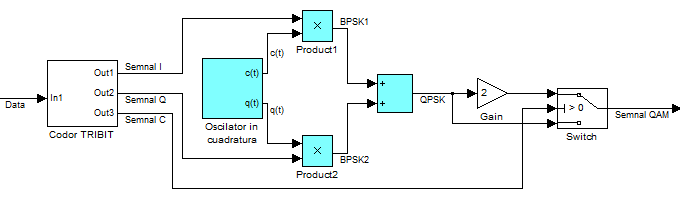 Data
In1
Out1
Out2
Out3
Codor TRIBIT
Semnal I
Semnal Q
Semnal C
c(t)
q(t)
Oscilator in
cuadratura
c(t)
q(t)
×
Product1
×
Product2
BPSK1
BPSK2
+
+
QPSK
2
Gain
> 0
Switch
Semnal QAM